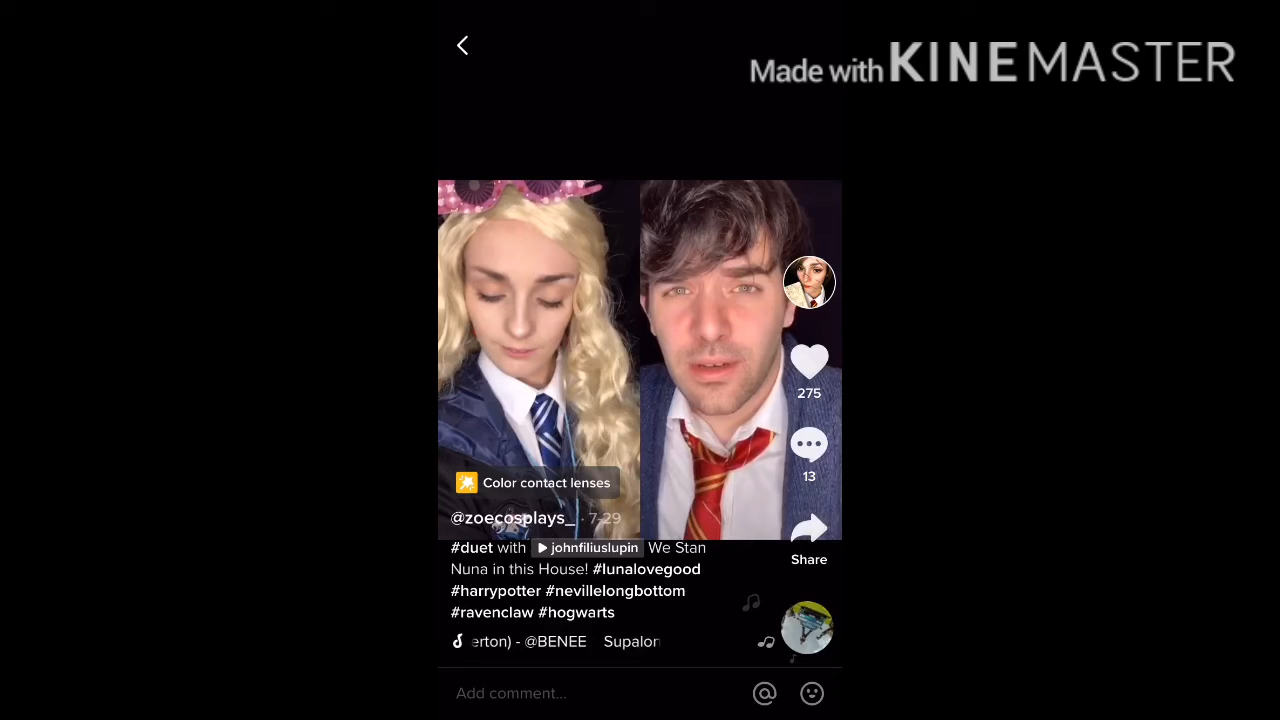 Made with KINEMASTER
275
13
Share
Color contact lenses
@zoecosplays_ · 7-29
#duet with johnfiliuslupin We Stan
Nuna in this House! #lunalovegood
#harrypotter #nevillelongbottom
#ravenclaw #hogwarts
erton) - @BENEE Supalon
Add comment...